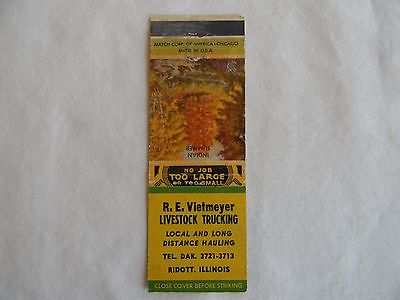 MATCH CORP. OF AMERICA-CHICAGO
MADE IN U.S.A.
"INDIAN
SUMMER"
NO JOB
TOO LARGE
OR TOO SMALL
R. E. Vietmeyer
LIVESTOCK TRUCKING
LOCAL AND LONG
DISTANCE HAULING
TEL. DAK. 3721-3713
RIDOTT, ILLINOIS
CLOSE COVER BEFORE STRIKING